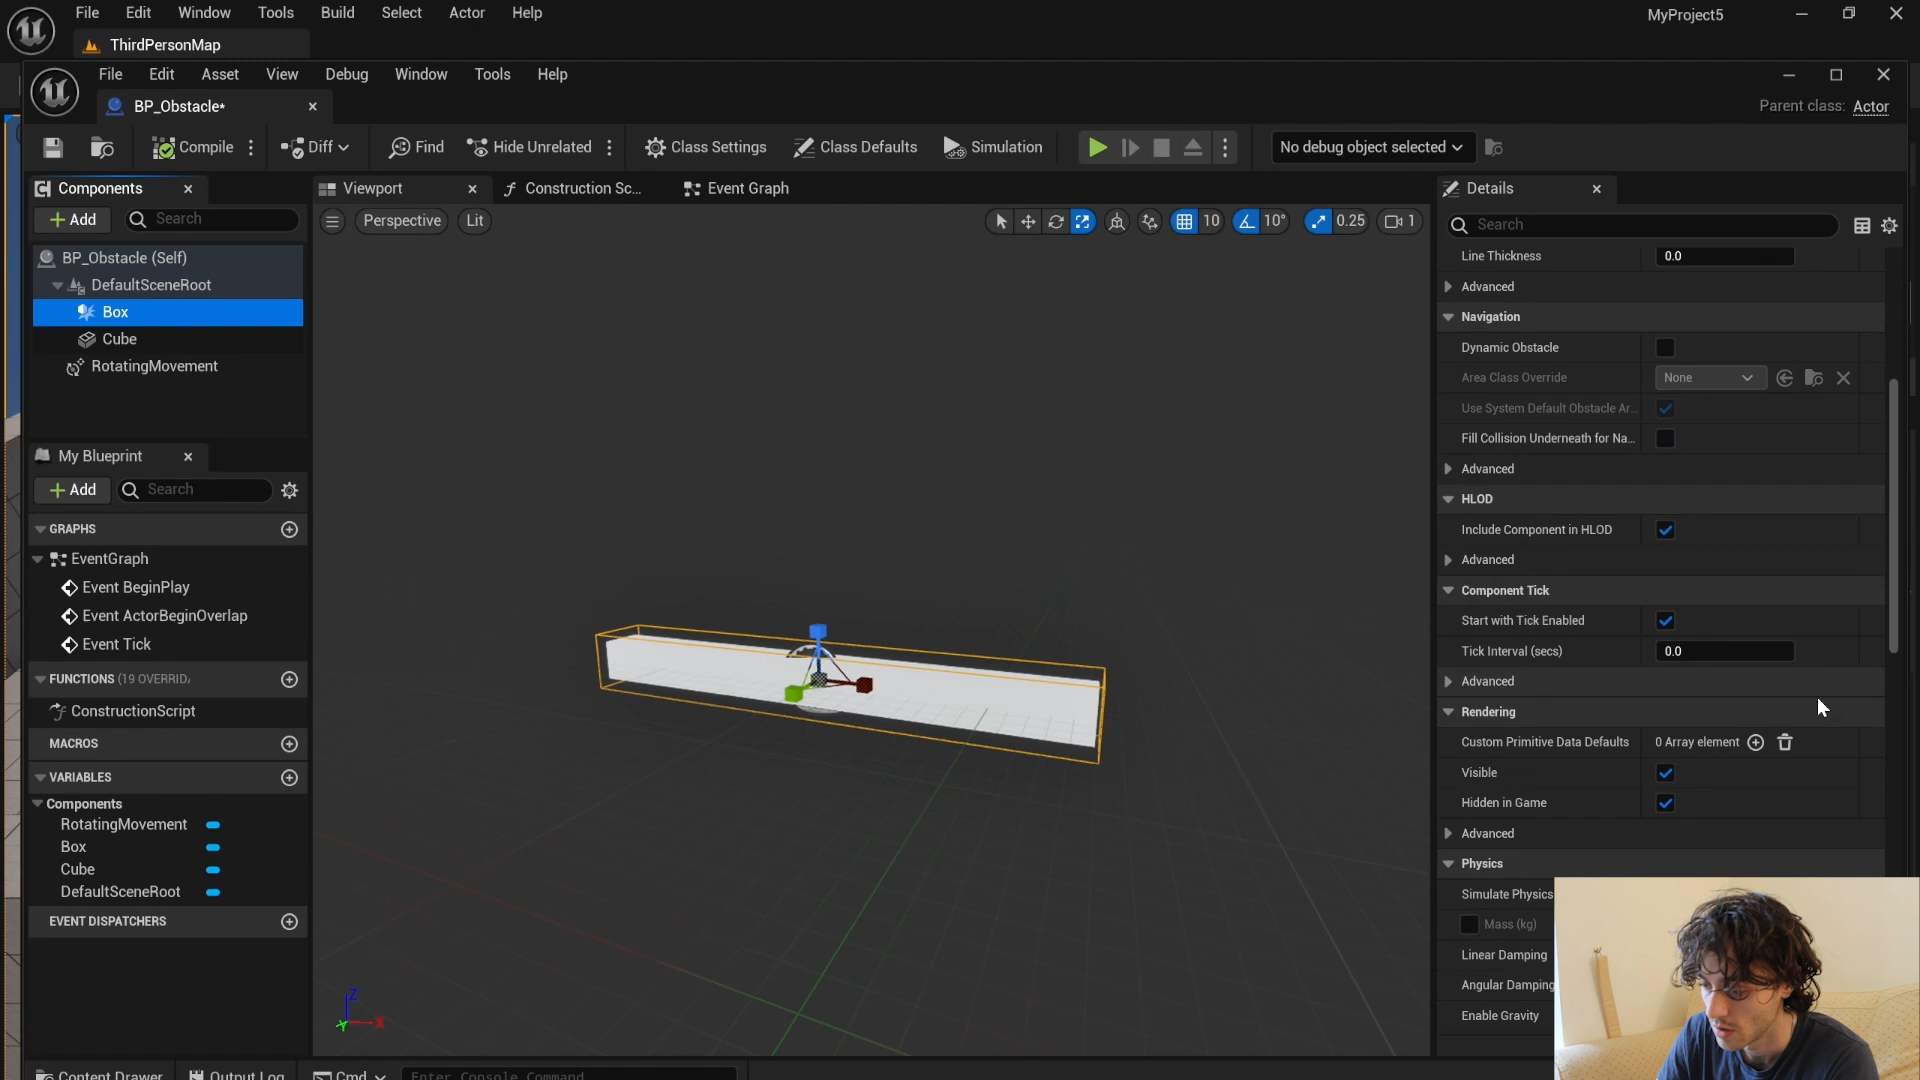 File Edit Window Tools Build Select Actor Help
MyProject5
ThirdPersonMap
File Edit Asset View Debug Window Tools Help
BP_Obstacle*
Parent class: Actor
Compile Diff Find Hide Unrelated Class Settings Class Defaults Simulation No debug object selected
Components
Viewport Construction Sc... Event Graph
Details
Add Search
Perspective Lit 10 10° 0.25 1
Search
BP_Obstacle (Self)
DefaultSceneRoot
Box
Cube
RotatingMovement
My Blueprint
Add Search
GRAPHS
EventGraph
Event BeginPlay
Event ActorBeginOverlap
Event Tick
FUNCTIONS (19 OVERRID
ConstructionScript
MACROS
VARIABLES
Components
RotatingMovement
Box
Cube
DefaultSceneRoot
EVENT DISPATCHERS
Z
X
Y
Line Thickness 0.0
Advanced
Navigation
Dynamic Obstacle
Area Class Override None
Use System Default Obstacle Ar...
Fill Collision Underneath for Na...
Advanced
HLOD
Include Component in HLOD
Advanced
Component Tick
Start with Tick Enabled
Tick Interval (secs) 0.0
Advanced
Rendering
Custom Primitive Data Defaults 0 Array element
Visible
Hidden in Game
Advanced
Physics
Simulate Physics
Mass (kg)
Linear Damping
Angular Damping
Enable Gravity
Content Drawer Output Log Cmd Enter Console Command